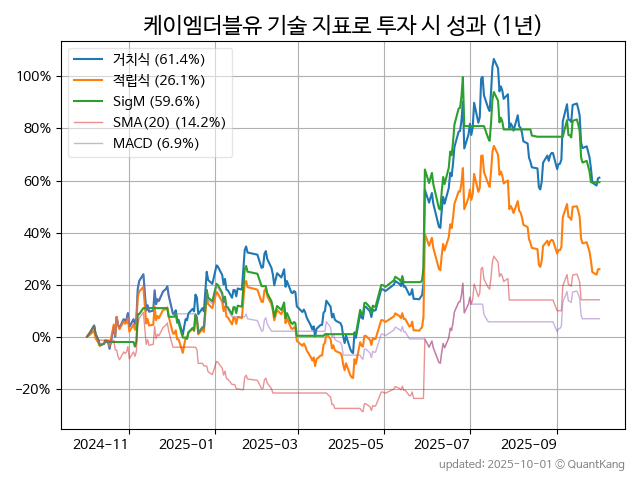 케이엠더블유 기술 지표로 투자 시 성과 (1년)
거치식 (61.4%)
적립식 (26.1%)
SigM (59.6%)
SMA(20) (14.2%)
MACD (6.9%)
100%
80%
60%
40%
20%
0%
−20%
2024-11
2025-01
2025-03
2025-05
2025-07
2025-09
updated: 2025-10-01 © QuantKang